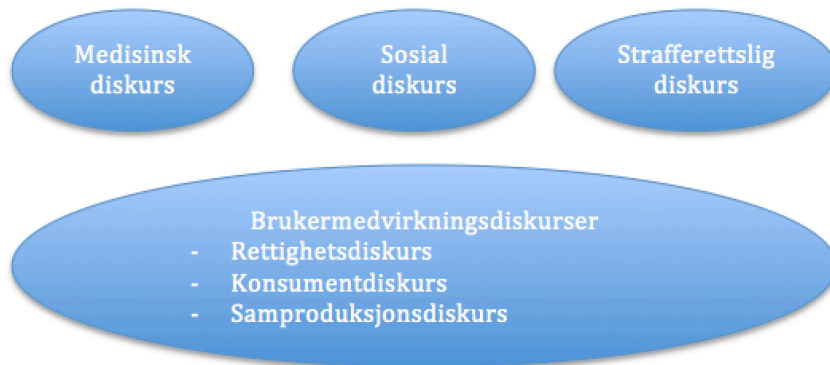 Medisinsk
diskurs
Sosial
diskurs
Strafferettslig
diskurs
Brukermedvirkningsdiskurser
- Rettighetsdiskurs
- Konsumentdiskurs
- Samproduksjonsdiskurs